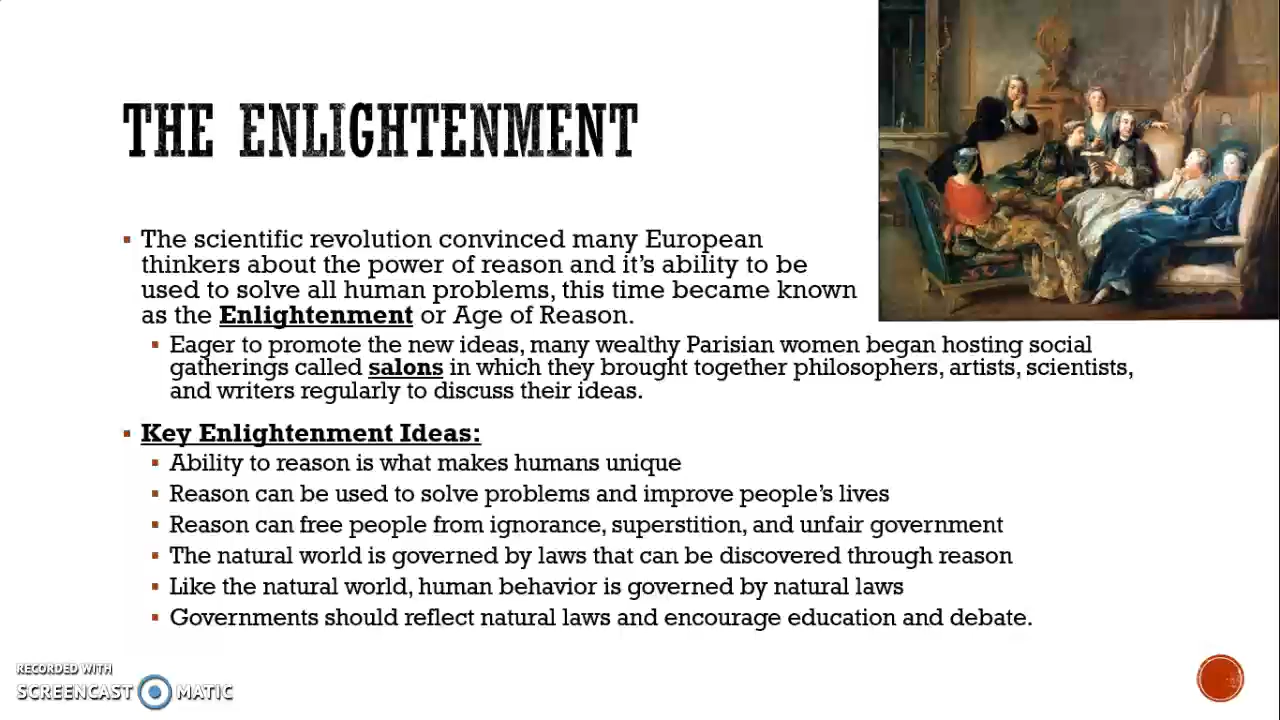 THE ENLIGHTENMENT
The scientific revolution convinced many European
thinkers about the power of reason and it's ability to be
used to solve all human problems, this time became known
as the Enlightenment or Age of Reason.
Eager to promote the new ideas, many wealthy Parisian women began hosting social
gatherings called salons in which they brought together philosophers, artists, scientists,
and writers regularly to discuss their ideas.
Key Enlightenment Ideas:
Ability to reason is what makes humans unique
Reason can be used to solve problems and improve people's lives
Reason can free people from ignorance, superstition, and unfair government
The natural world is governed by laws that can be discovered through reason
Like the natural world, human behavior is governed by natural laws
Governments should reflect natural laws and encourage education and debate.
RECORDED WITH
SCREENCAST MATIC